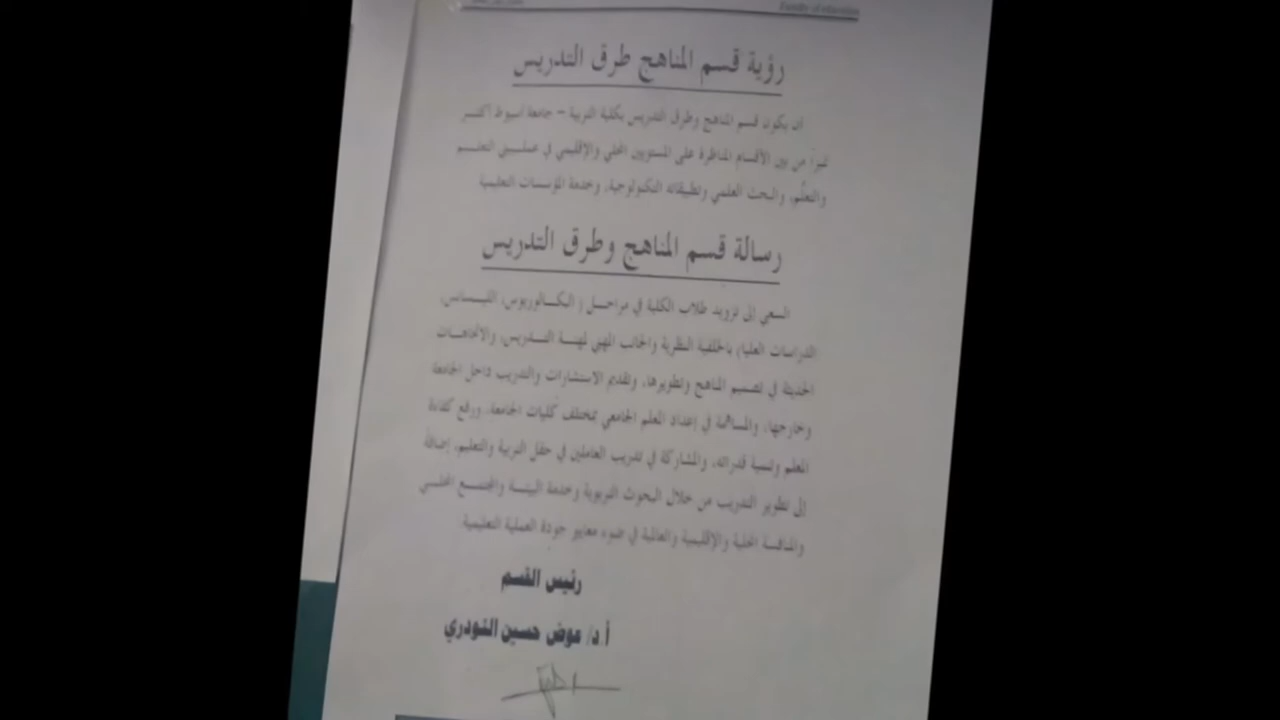 Faculty of education
رؤية قسم المناهج طرق التدريس
ان يكون قسم المناهج وطرق التدريس بكلية التربية – جامعة أسيوط أكثر
تميزاً من بين الأقسام المناظرة على المستويين المحلي والإقليمي في عمليتي التعليم
والتعلم، والبحث العلمي وتطبيقاته التكنولوجية، وخدمة المؤسسات التعليمية
رسالة قسم المناهج وطرق التدريس
السعي إلى تزويد طلاب الكلية في مراحل ( البكالوريوس، الليسانس،
الدراسات العليا) بالخلفية النظرية والجانب المهني لمهنة التدريس، والاتجاهات
الحديثة في تصميم المناهج وتطويرها، وتقديم الاستشارات والتدريب داخل الجامعة
وخارجها، والمساهمة في إعداد المعلم الجامعي بمختلف كليات الجامعة، ورفع كفاءة
المعلم وتنمية قدراته، والمشاركة في تدريب العاملين في حقل التربية والتعليم، إضافة
إلى تطوير التدريب من خلال البحوث التربوية وخدمة البيئة والمجتمع المحلي
والمنافسة المحلية والإقليمية والعالمية في ضوء معايير جودة العملية التعليمية
رئيس القسم
أ.د/ عوض حسين التودري